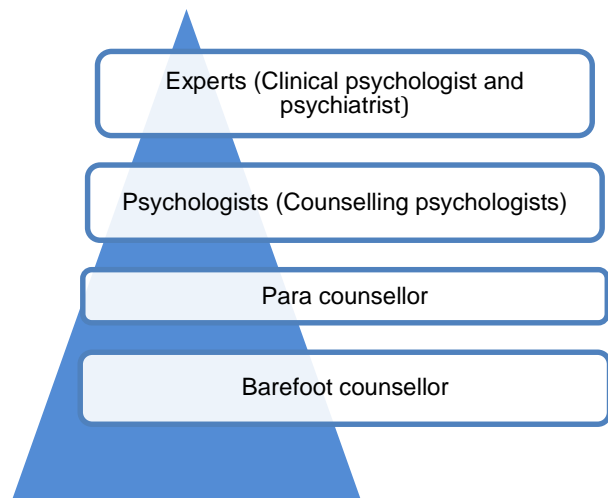 Experts (Clinical psychologist and
psychiatrist)
Psychologists (Counselling psychologists)
Para counsellor
Barefoot counsellor